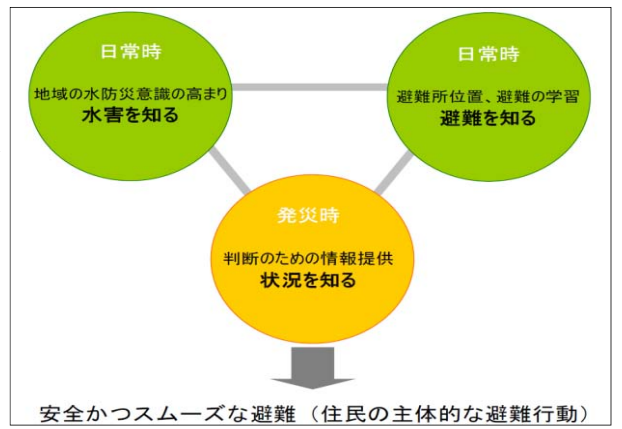 日常時
地域の水防災意識の高まり
水害を知る
日常時
避難所位置、避難の学習
避難を知る
発災時
判断のための情報提供
状況を知る
安全かつスムーズな避難（住民の主体的な避難行動）